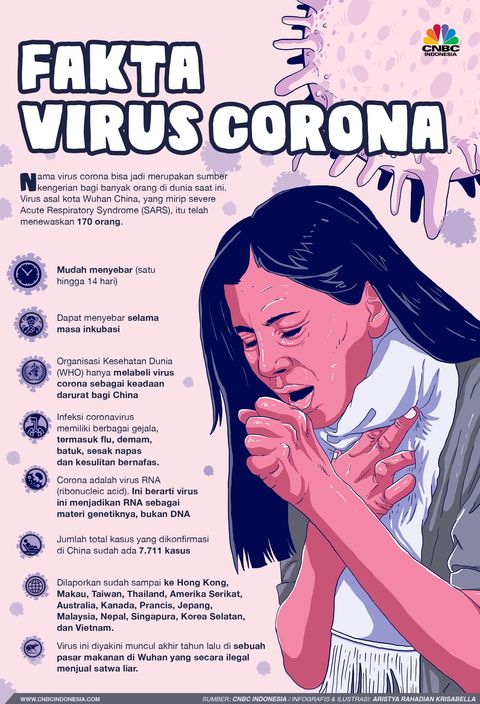 CNBC
INDONESIA
FAKTA
VIRUS CORONA
Nama virus corona bisa jadi merupakan sumber
kengerian bagi banyak orang di dunia saat ini.
Virus asal kota Wuhan China, yang mirip severe
Acute Respiratory Syndrome (SARS), itu telah
menewaskan 170 orang.
Mudah menyebar (satu
hingga 14 hari)
Dapat menyebar selama
masa inkubasi
Organisasi Kesehatan Dunia
(WHO) hanya melabeli virus
corona sebagai keadaan
darurat bagi China
Infeksi coronavirus
memiliki berbagai gejala,
termasuk flu, demam,
batuk, sesak napas
dan kesulitan bernafas.
Corona adalah virus RNA
(ribonucleic acid). Ini berarti virus
ini menjadikan RNA sebagai
materi genetiknya, bukan DNA
Jumlah total kasus yang dikonfirmasi
di China sudah ada 7.711 kasus
Dilaporkan sudah sampai ke Hong Kong,
Makau, Taiwan, Thailand, Amerika Serikat,
Australia, Kanada, Prancis, Jepang,
Malaysia, Nepal, Singapura, Korea Selatan,
dan Vietnam.
Virus ini diyakini muncul akhir tahun lalu di sebuah
pasar makanan di Wuhan yang secara ilegal
menjual satwa liar.
WWW.CNBCINDONESIA.COM
SUMBER: CNBC INDONESIA / INFOGRAFIS & ILUSTRASI: ARISTYA RAHADIAN KRISABELLA